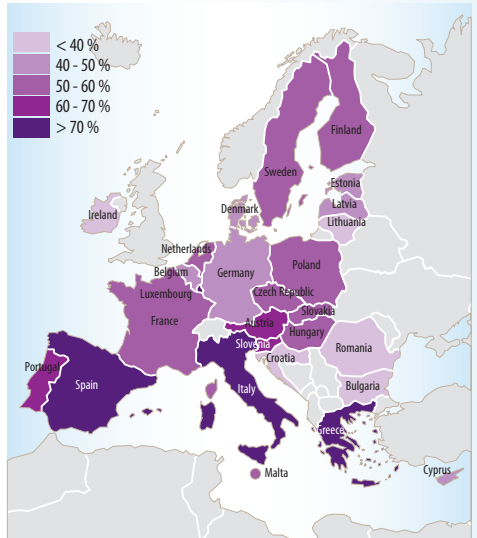 < 40 %
40 - 50 %
50 - 60 %
60 - 70 %
> 70 %
Finland
Sweden
Estonia
Latvia
Lithuania
Ireland
Denmark
Netherlands
Belgium
Germany
Poland
Luxembourg
Czech Republic
Slovakia
France
Austria
Hungary
Slovenia
Romania
Croatia
Portugal
Spain
Italy
Bulgaria
Greece
Malta
Cyprus